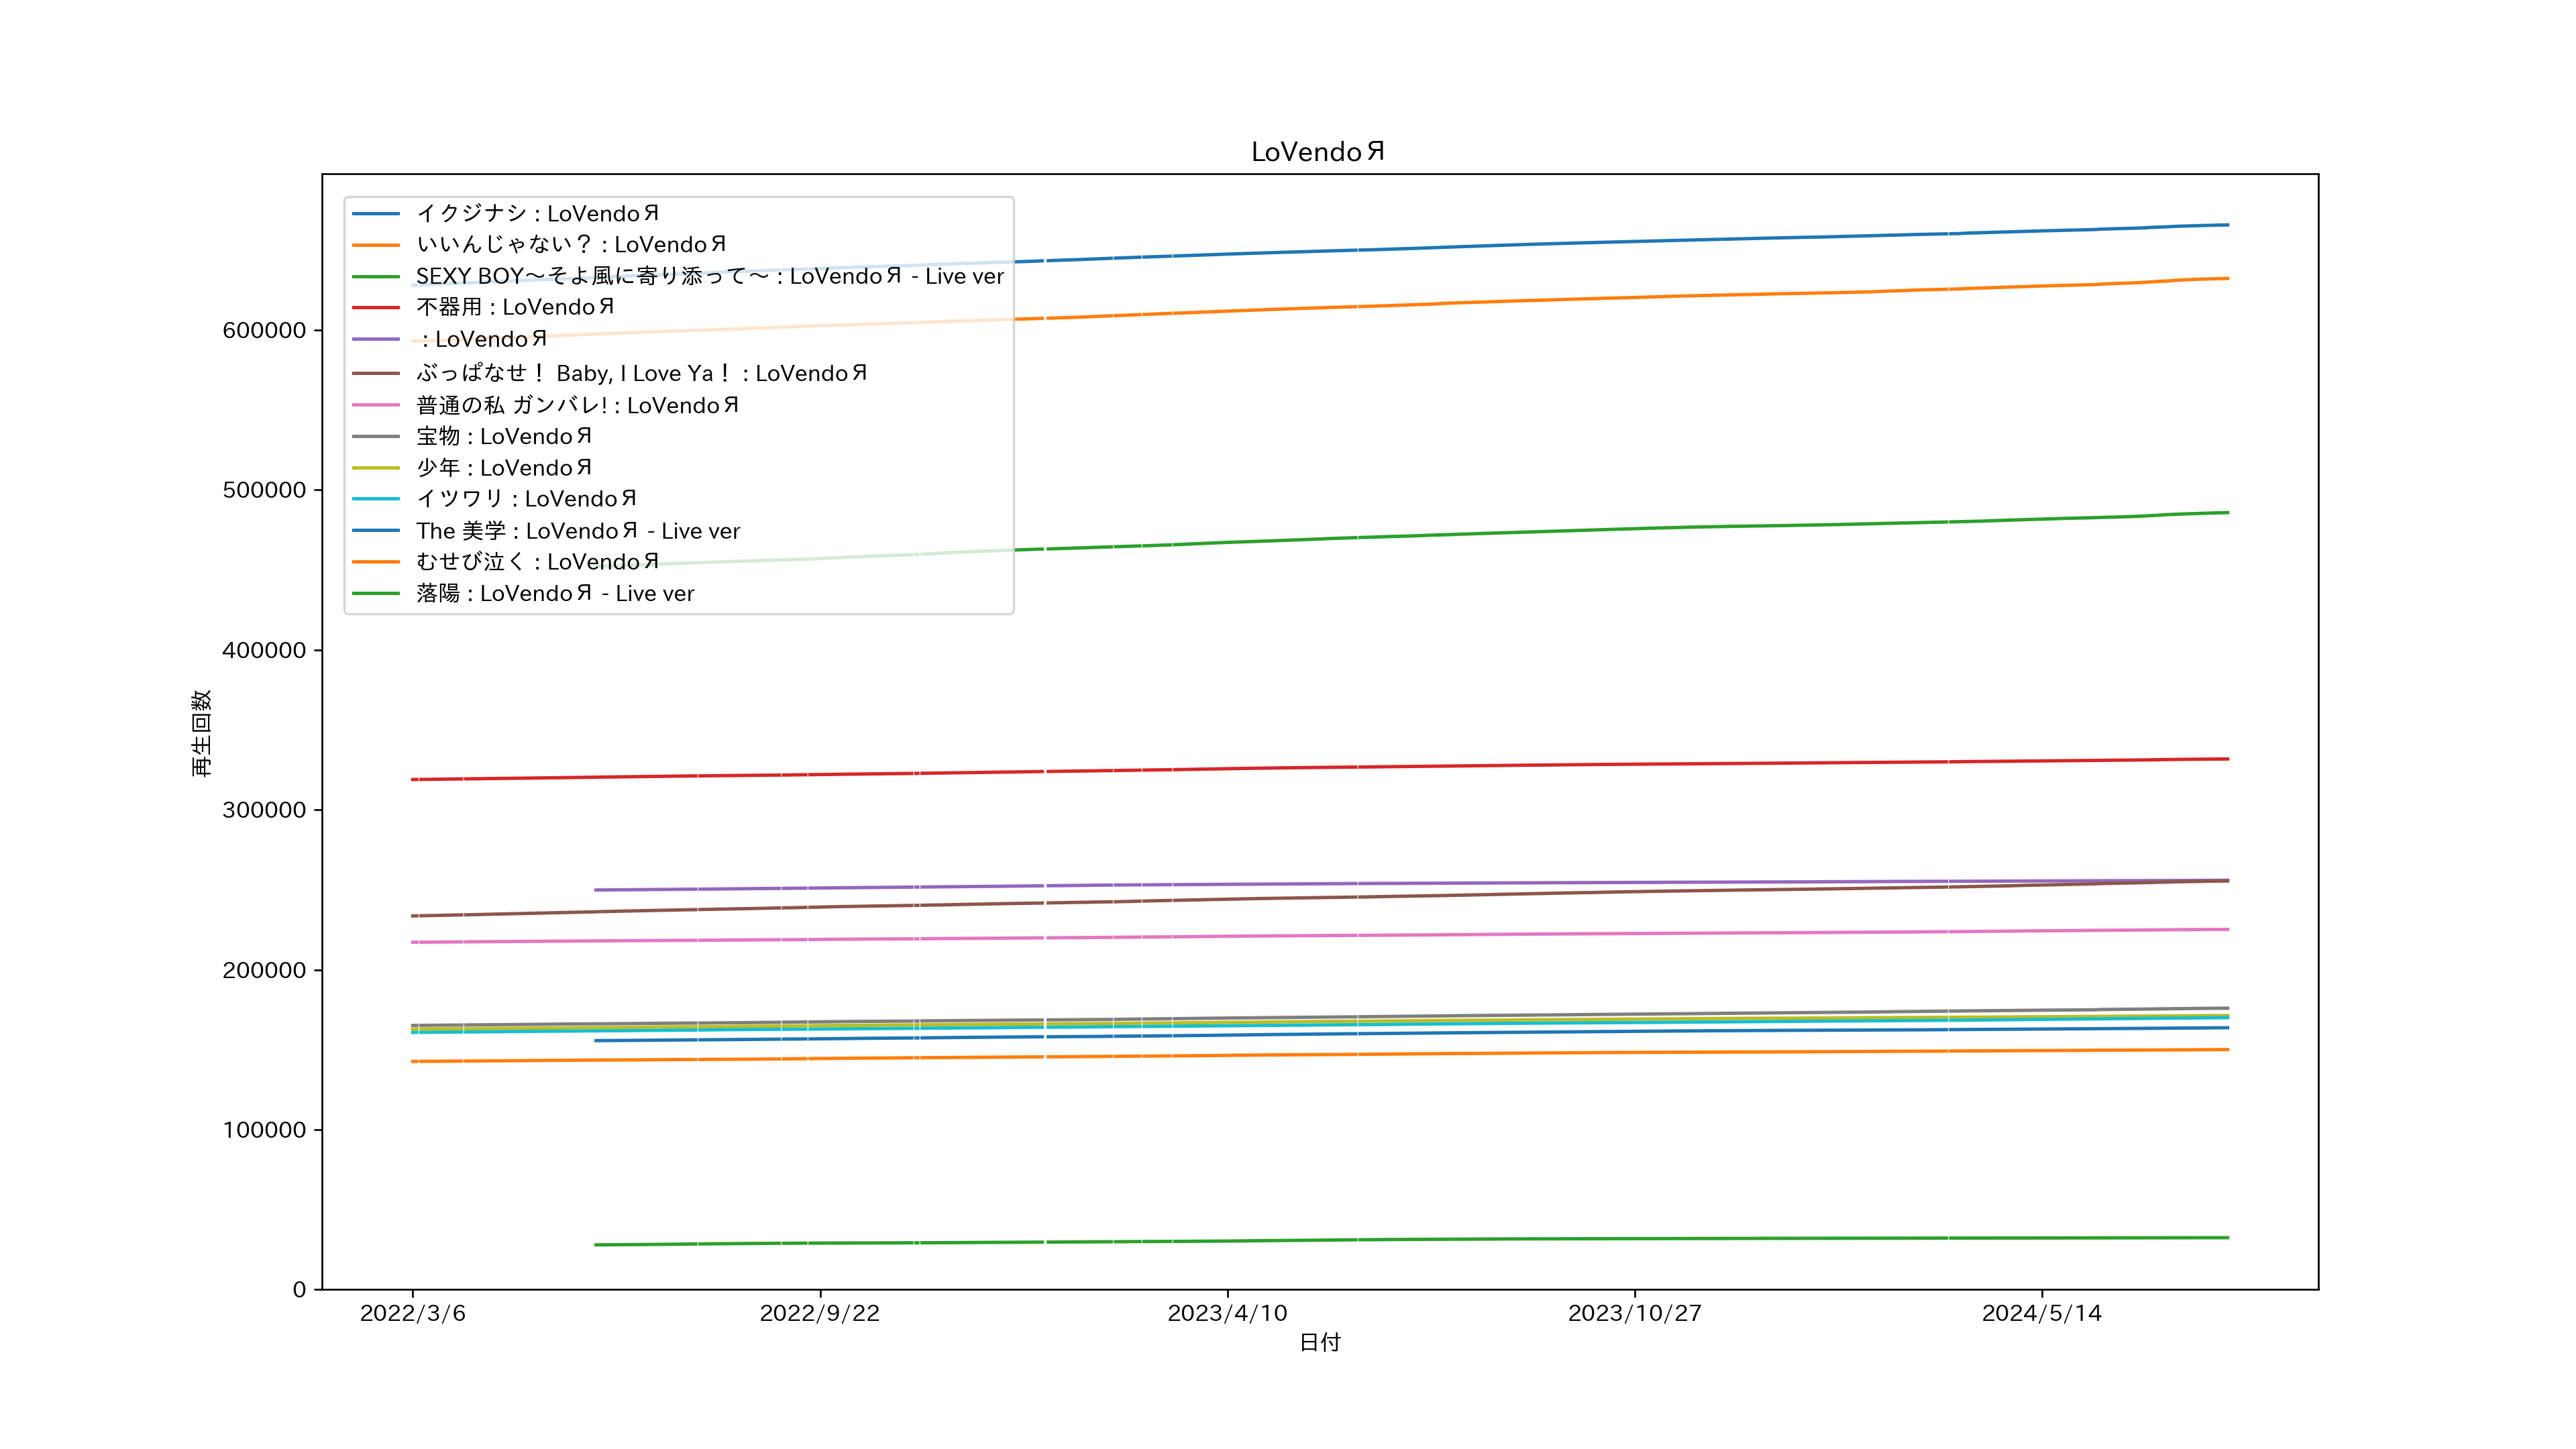 LoVendoЯ
イクジナシ : LoVendoЯ
いいんじゃない？ : LoVendoЯ
SEXY BOY～そよ風に寄り添って～ : LoVendoЯ - Live ver
不器用 : LoVendoЯ
: LoVendoЯ
ぶっぱなせ！ Baby, I Love Ya！ : LoVendoЯ
普通の私 ガンバレ! : LoVendoЯ
宝物 : LoVendoЯ
少年 : LoVendoЯ
イツワリ : LoVendoЯ
The 美学 : LoVendoЯ - Live ver
むせび泣く : LoVendoЯ
落陽 : LoVendoЯ - Live ver
600000
500000
400000
300000
200000
100000
0
再生回数
2022/3/6
2022/9/22
2023/4/10
2023/10/27
2024/5/14
日付